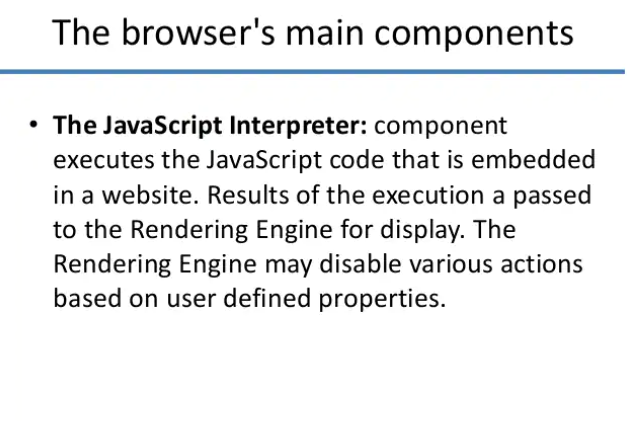 The browser's main components
• The JavaScript Interpreter: component
executes the JavaScript code that is embedded
in a website. Results of the execution a passed
to the Rendering Engine for display. The
Rendering Engine may disable various actions
based on user defined properties.